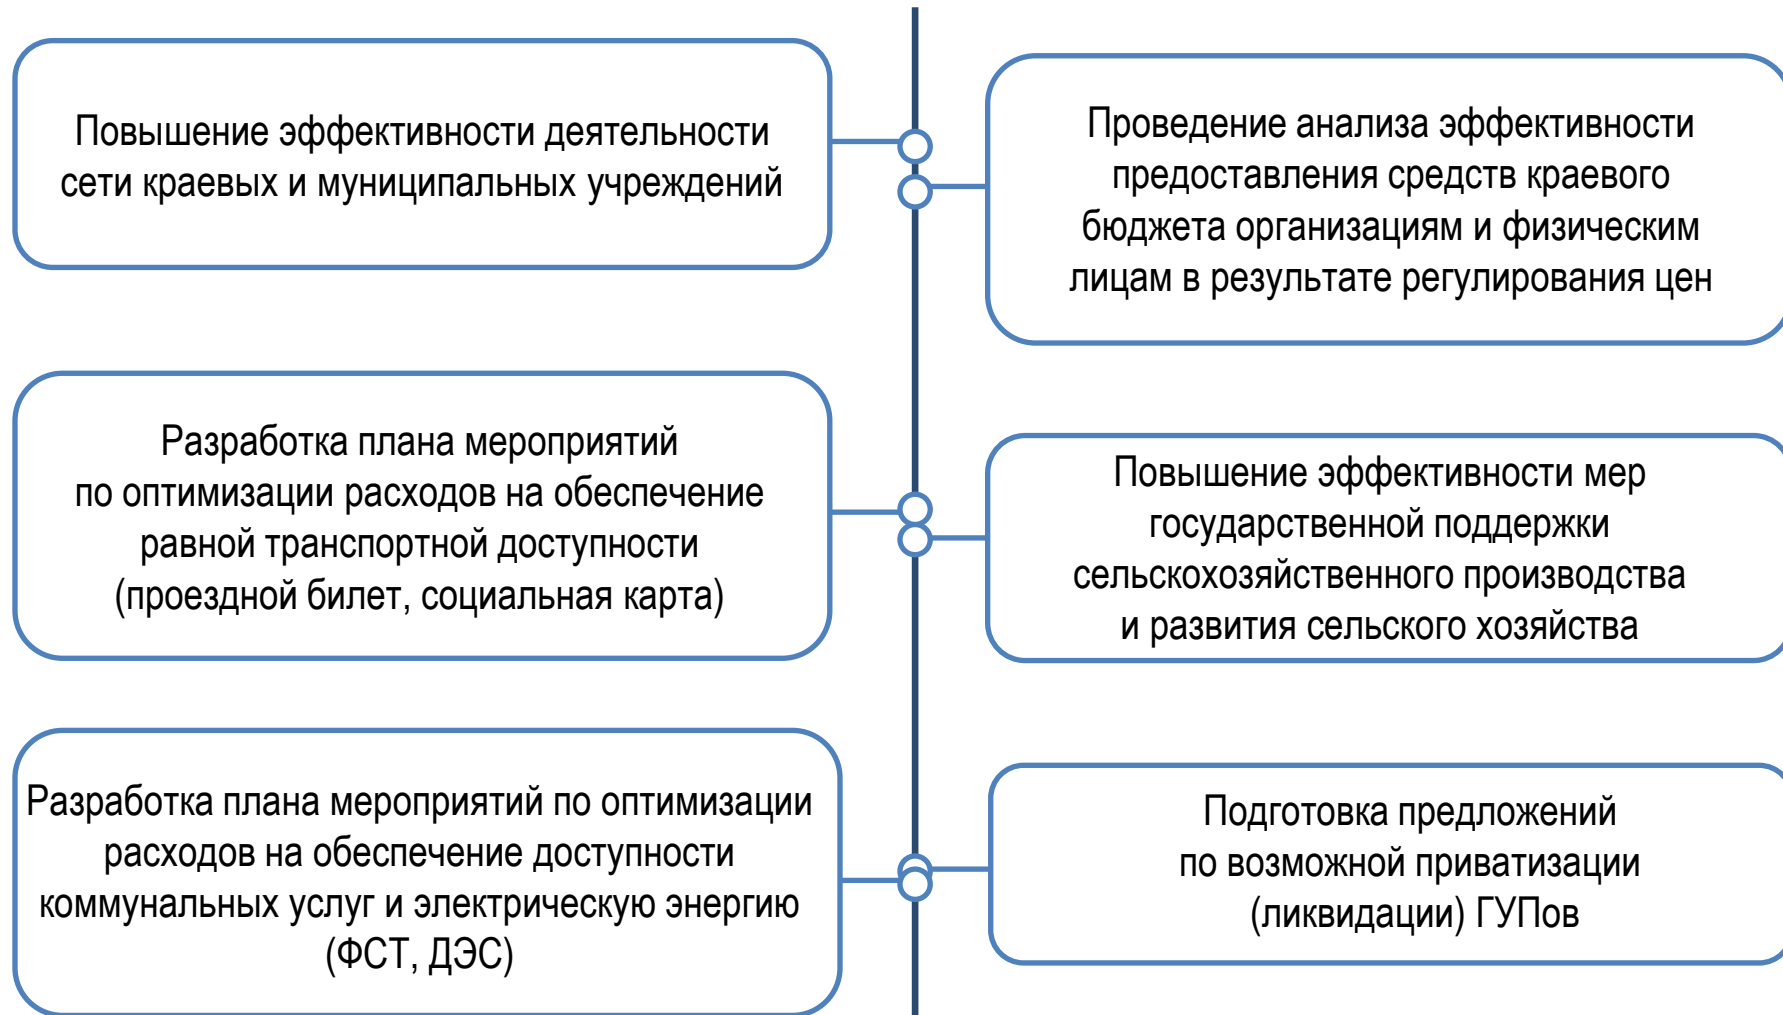 Повышение эффективности деятельности
сети краевых и муниципальных учреждений
Проведение анализа эффективности
предоставления средств краевого
бюджета организациям и физическим
лицам в результате регулирования цен
Разработка плана мероприятий
по оптимизации расходов на обеспечение
равной транспортной доступности
(проездной билет, социальная карта)
Повышение эффективности мер
государственной поддержки
сельскохозяйственного производства
и развития сельского хозяйства
Разработка плана мероприятий по оптимизации
расходов на обеспечение доступности
коммунальных услуг и электрическую энергию
(ФСТ, ДЭС)
Подготовка предложений
по возможной приватизации
(ликвидации) ГУПов